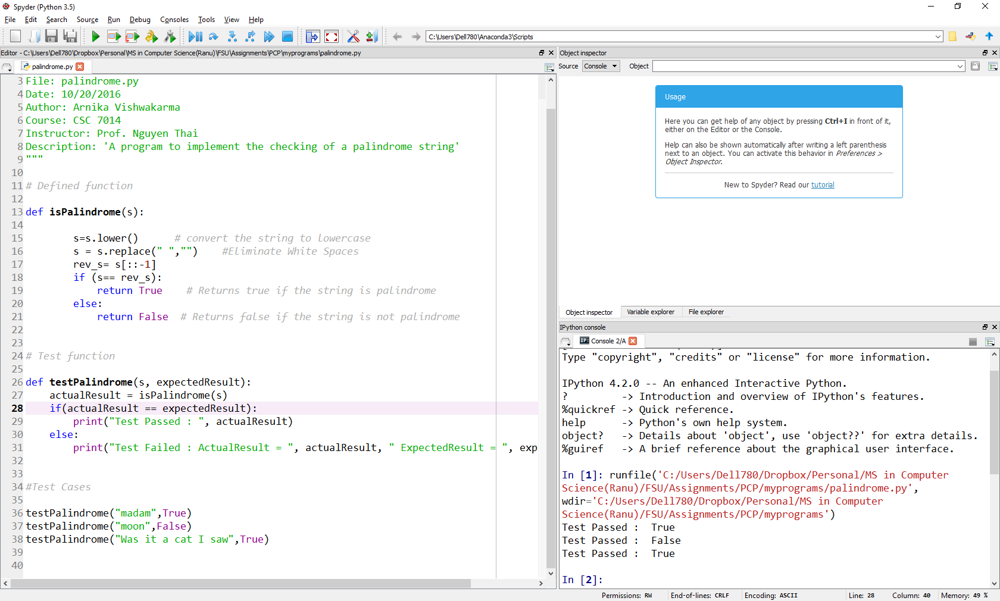 Spyder (Python 3.5)
File Edit Search Source Run Debug Consoles Tools View Help
C:\Users\Dell780\Anaconda3\Scripts
Editor - C:\Users\Dell780\Dropbox\Personal\MS in Computer Science(Ranu)\FSU\Assignments\PCP\myprograms\palindrome.py
palindrome.py
3 File: palindrome.py
4 Date: 10/20/2016
5 Author: Arnika Vishwakarma
6 Course: CSC 7014
7 Instructor: Prof. Nguyen Thai
8 Description: 'A program to implement the checking of a palindrome string'
9 """
10
11 # Defined function
12
13 def isPalindrome(s):
14
15         s=s.lower()      # convert the string to lowercase
16         s = s.replace(" ","")    #Eliminate White Spaces
17         rev_s= s[::-1]
18         if (s== rev_s):
19             return True    # Returns true if the string is palindrome
20         else:
21             return False  # Returns false if the string is not palindrome
22
23
24 # Test function
25
26 def testPalindrome(s, expectedResult):
27     actualResult = isPalindrome(s)
28     if(actualResult == expectedResult):
29         print("Test Passed : ", actualResult)
30     else:
31         print("Test Failed : ActualResult = ", actualResult, " ExpectedResult = ", exp
32
33
34 #Test Cases
35
36 testPalindrome("madam",True)
37 testPalindrome("moon",False)
38 testPalindrome("Was it a cat I saw",True)
39
40
Object inspector
Source Console Object
Usage
Here you can get help of any object by pressing Ctrl+I in front of it,
either on the Editor or the Console.
Help can also be shown automatically after writing a left parenthesis
next to an object. You can activate this behavior in Preferences >
Object Inspector.
New to Spyder? Read our tutorial
Object inspector Variable explorer File explorer
IPython console
IP: Console 2/A
Type "copyright", "credits" or "license" for more information.
IPython 4.2.0 -- An enhanced Interactive Python.
?         -> Introduction and overview of IPython's features.
%quickref -> Quick reference.
help      -> Python's own help system.
object?   -> Details about 'object', use 'object??' for extra details.
%guiref   -> A brief reference about the graphical user interface.
In [1]: runfile('C:/Users/Dell780/Dropbox/Personal/MS in Computer
Science(Ranu)/FSU/Assignments/PCP/myprograms/palindrome.py',
wdir='C:/Users/Dell780/Dropbox/Personal/MS in Computer
Science(Ranu)/FSU/Assignments/PCP/myprograms')
Test Passed :  True
Test Passed :  False
Test Passed :  True
In [2]:
Permissions: RW End-of-lines: CRLF Encoding: ASCII Line: 28 Column: 40 Memory: 49 %